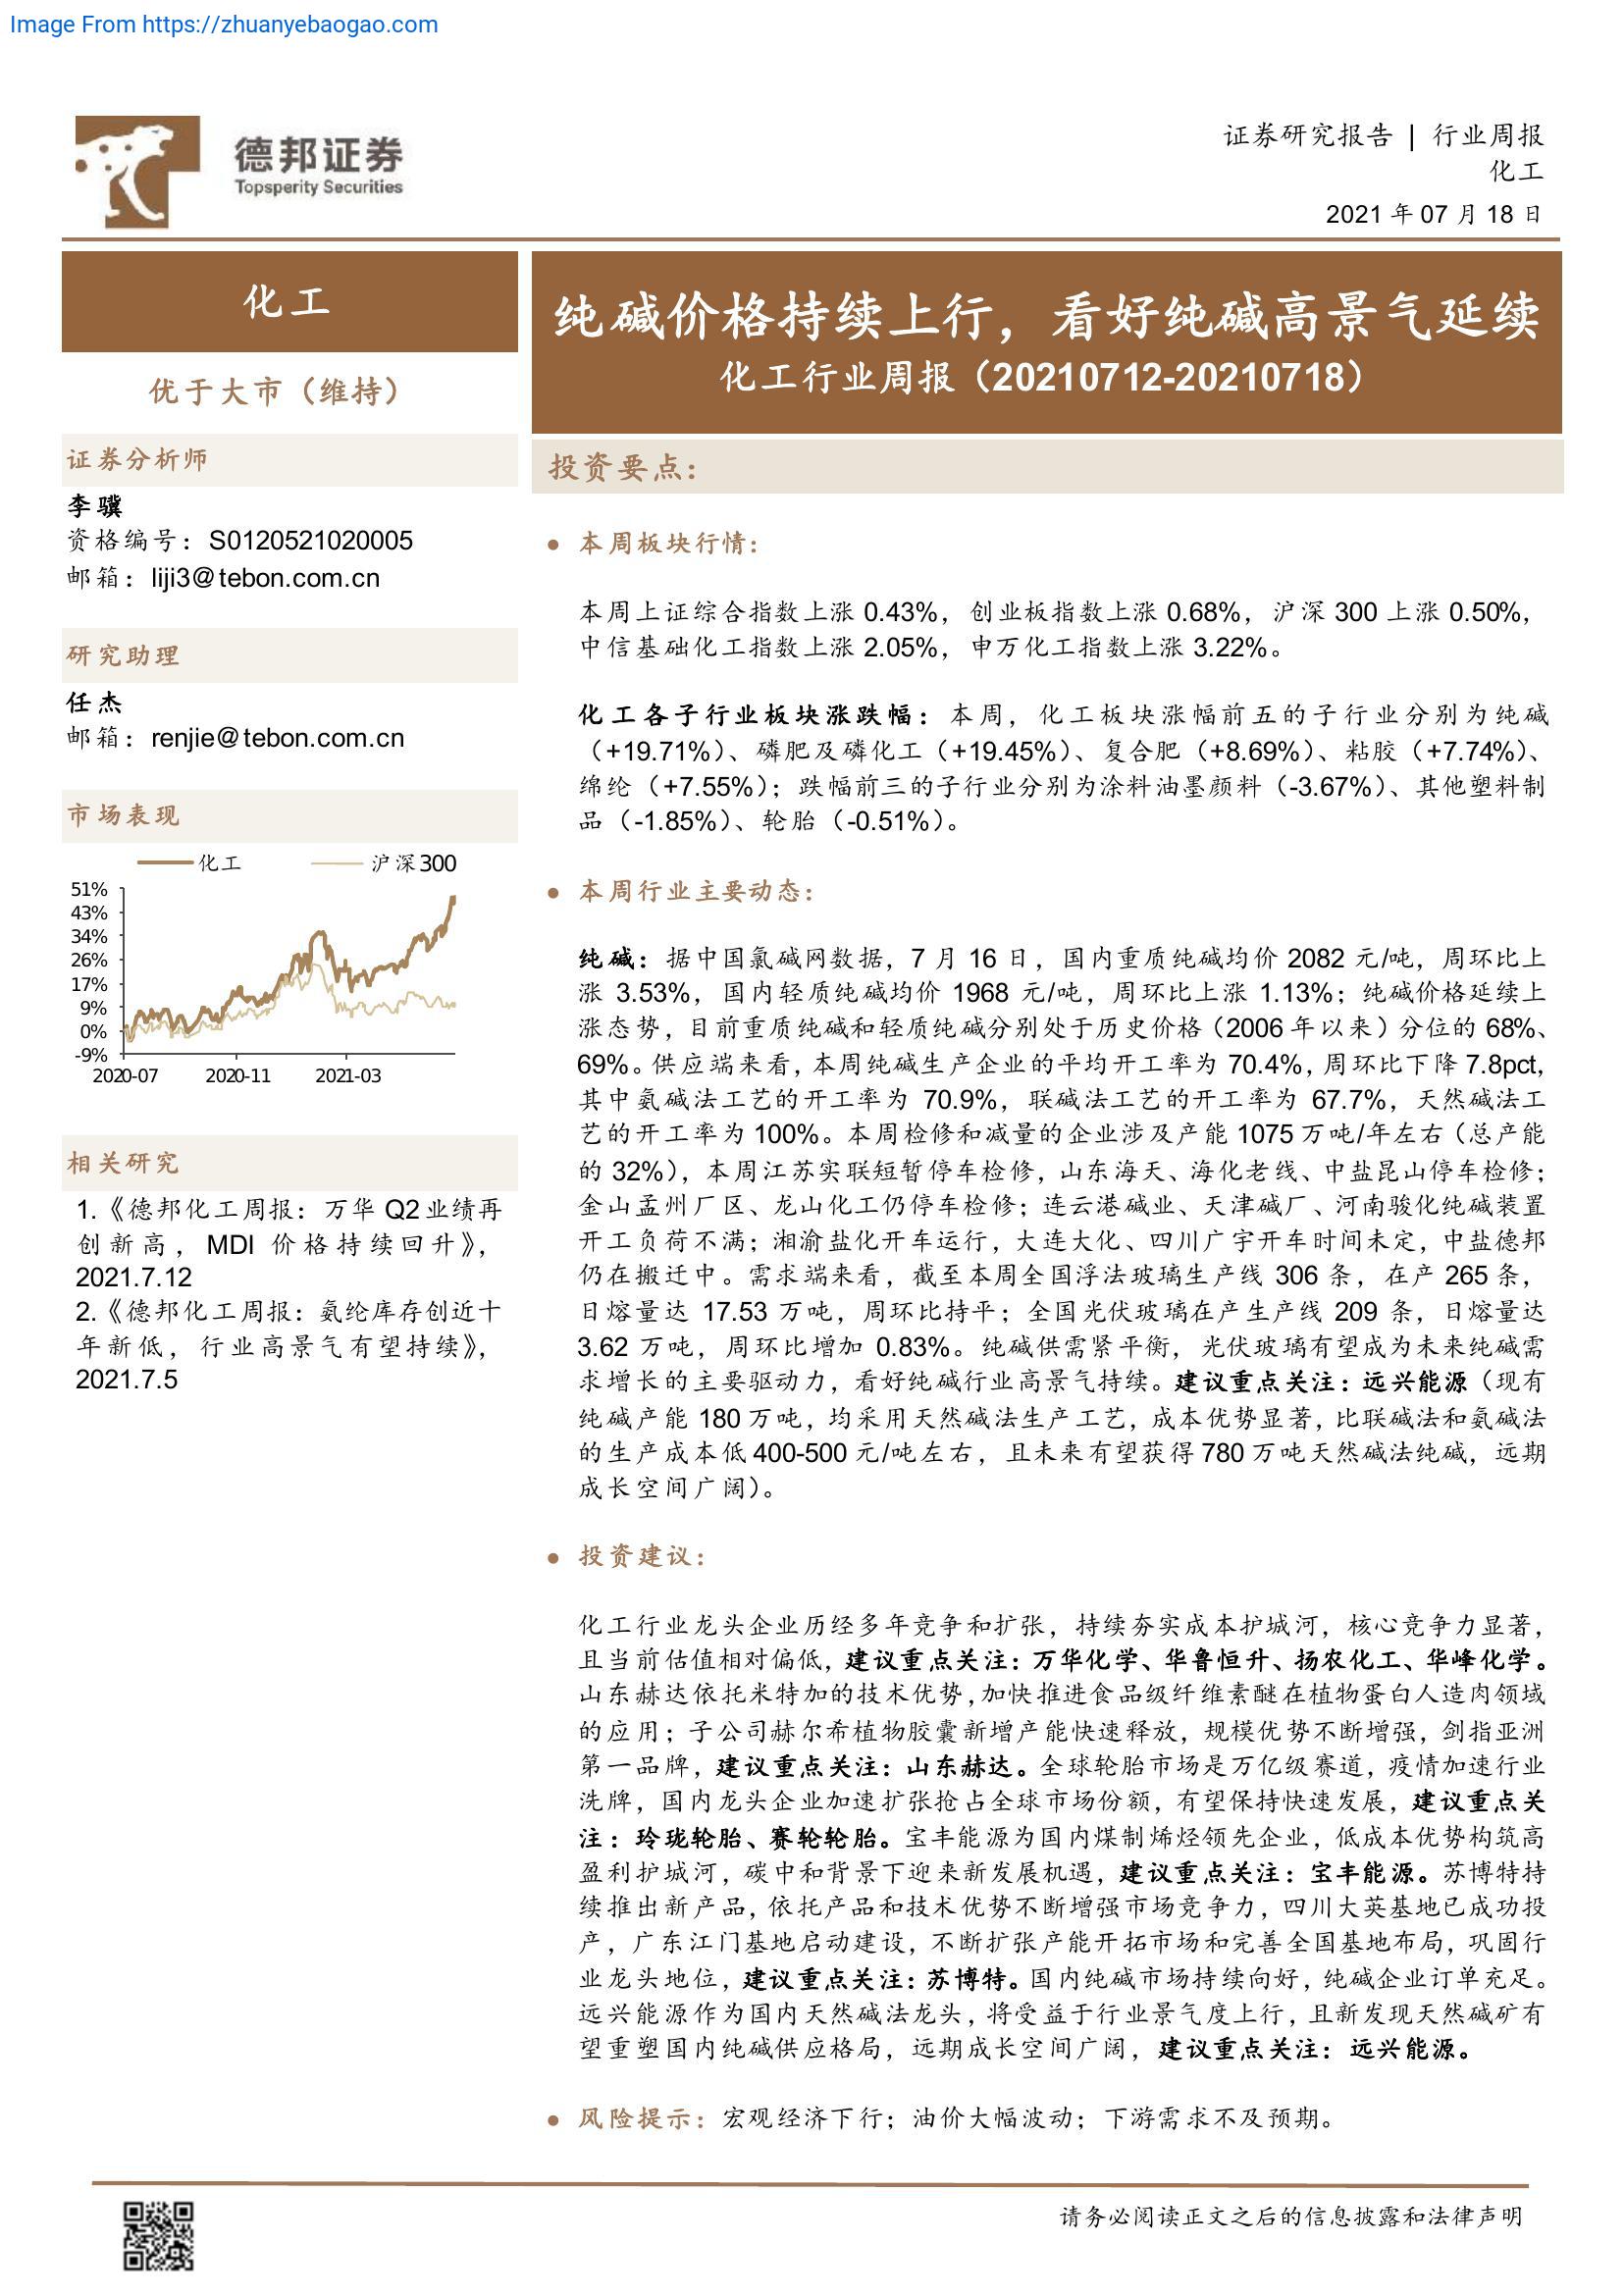 Image From https://zhuanyebaogao.com
德邦证券
Topsperity Securities
证券研究报告 | 行业周报
化工
2021 年 07 月 18 日
化工
优于大市（维持）
证券分析师
李骥
资格编号：S0120521020005
邮箱：liji3@tebon.com.cn
研究助理
任杰
邮箱：renjie@tebon.com.cn
市场表现
化工 沪深300
51%
43%
34%
26%
17%
9%
0%
-9%
2020-07 2020-11 2021-03
相关研究
1.《德邦化工周报：万华 Q2业绩再
创新高，MDI 价格持续回升》，
2021.7.12
2.《德邦化工周报：氨纶库存创近十
年新低，行业高景气有望持续》，
2021.7.5
纯碱价格持续上行，看好纯碱高景气延续
化工行业周报（20210712-20210718）
投资要点：
● 本周板块行情：
本周上证综合指数上涨 0.43%，创业板指数上涨 0.68%，沪深 300 上涨 0.50%，
中信基础化工指数上涨 2.05%，申万化工指数上涨 3.22%。
化工各子行业板块涨跌幅：本周，化工板块涨幅前五的子行业分别为纯碱
（+19.71%）、磷肥及磷化工（+19.45%）、复合肥（+8.69%）、粘胶（+7.74%）、
绵纶（+7.55%）；跌幅前三的子行业分别为涂料油墨颜料（-3.67%）、其他塑料制
品（-1.85%）、轮胎（-0.51%）。
● 本周行业主要动态：
纯碱：据中国氯碱网数据，7 月 16 日，国内重质纯碱均价 2082 元/吨，周环比上
涨 3.53%，国内轻质纯碱均价 1968 元/吨，周环比上涨 1.13%；纯碱价格延续上
涨态势，目前重质纯碱和轻质纯碱分别处于历史价格（2006 年以来）分位的 68%、
69%。供应端来看，本周纯碱生产企业的平均开工率为 70.4%，周环比下降 7.8pct，
其中氨碱法工艺的开工率为 70.9%，联碱法工艺的开工率为 67.7%，天然碱法工
艺的开工率为 100%。本周检修和减量的企业涉及产能 1075 万吨/年左右（总产能
的 32%），本周江苏实联短暂停车检修，山东海天、海化老线、中盐昆山停车检修；
金山孟州厂区、龙山化工仍停车检修；连云港碱业、天津碱厂、河南骏化纯碱装置
开工负荷不满；湘渝盐化开车运行，大连大化、四川广宇开车时间未定，中盐德邦
仍在搬迁中。需求端来看，截至本周全国浮法玻璃生产线 306 条，在产 265 条，
日熔量达 17.53 万吨，周环比持平；全国光伏玻璃在产生产线 209 条，日熔量达
3.62 万吨，周环比增加 0.83%。纯碱供需紧平衡，光伏玻璃有望成为未来纯碱需
求增长的主要驱动力，看好纯碱行业高景气持续。建议重点关注：远兴能源（现有
纯碱产能 180 万吨，均采用天然碱法生产工艺，成本优势显著，比联碱法和氨碱法
的生产成本低 400-500 元/吨左右，且未来有望获得 780 万吨天然碱法纯碱，远期
成长空间广阔）。
● 投资建议：
化工行业龙头企业历经多年竞争和扩张，持续夯实成本护城河，核心竞争力显著，
且当前估值相对偏低，建议重点关注：万华化学、华鲁恒升、扬农化工、华峰化学。
山东赫达依托米特加的技术优势，加快推进食品级纤维素醚在植物蛋白人造肉领域
的应用；子公司赫尔希植物胶囊新增产能快速释放，规模优势不断增强，剑指亚洲
第一品牌，建议重点关注：山东赫达。全球轮胎市场是万亿级赛道，疫情加速行业
洗牌，国内龙头企业加速扩张抢占全球市场份额，有望保持快速发展，建议重点关
注：玲珑轮胎、赛轮轮胎。宝丰能源为国内煤制烯烃领先企业，低成本优势构筑高
盈利护城河，碳中和背景下迎来新发展机遇，建议重点关注：宝丰能源。苏博特持
续推出新产品，依托产品和技术优势不断增强市场竞争力，四川大英基地已成功投
产，广东江门基地启动建设，不断扩张产能开拓市场和完善全国基地布局，巩固行
业龙头地位，建议重点关注：苏博特。国内纯碱市场持续向好，纯碱企业订单充足。
远兴能源作为国内天然碱法龙头，将受益于行业景气度上行，且新发现天然碱矿有
望重塑国内纯碱供应格局，远期成长空间广阔，建议重点关注：远兴能源。
● 风险提示：宏观经济下行；油价大幅波动；下游需求不及预期。
请务必阅读正文之后的信息披露和法律声明